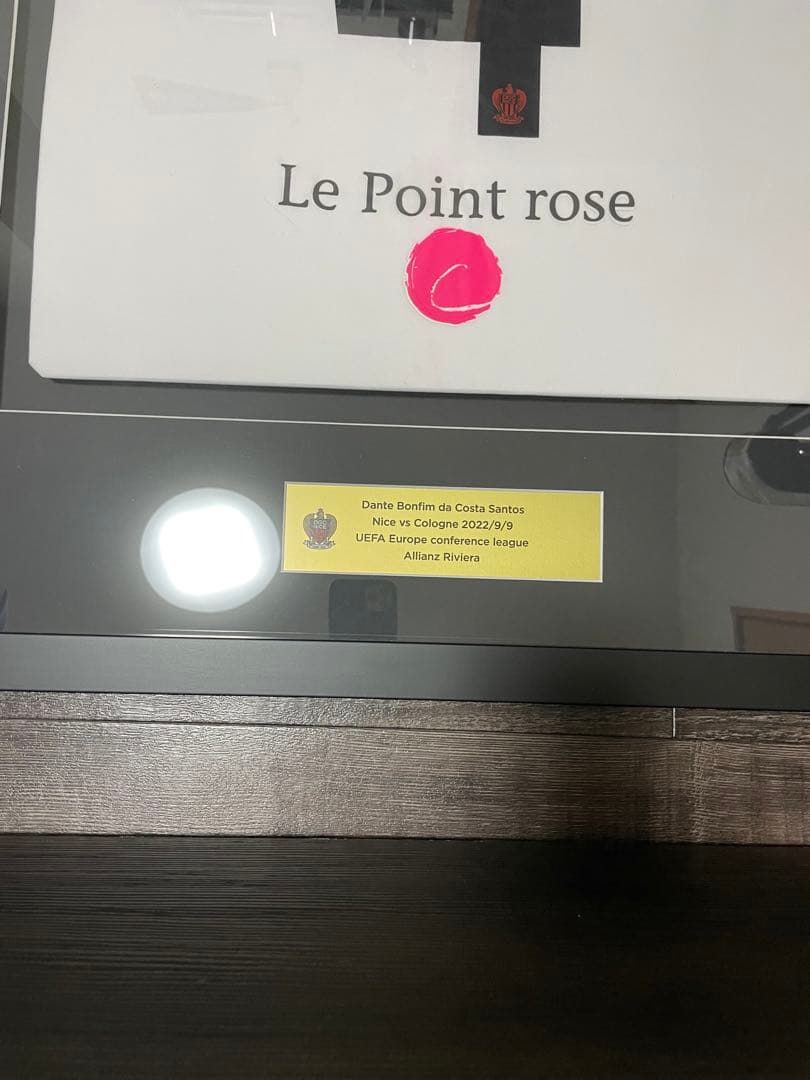 Le Point rose
Dante Bonfim da Costa Santos
Nice vs Cologne 2022/9/9
UEFA Europe conference league
Allianz Riviera